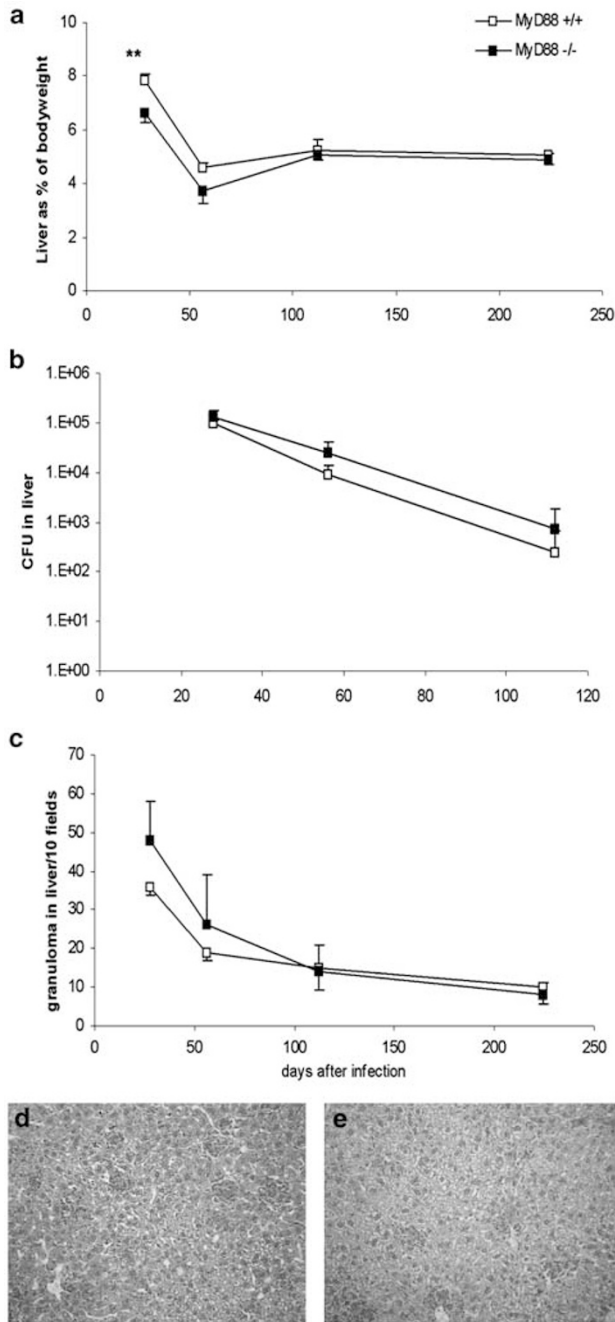 a
MyD88 +/+
MyD88 -/-
**
Liver as % of bodyweight
10
8
6
4
2
0
0 50 100 150 200 250
b
CFU in liver
1.E+06
1.E+05
1.E+04
1.E+03
1.E+02
1.E+01
1.E+00
0 20 40 60 80 100 120
c
granuloma in liver/10 fields
70
60
50
40
30
20
10
0
0 50 100 150 200 250
days after infection
d e